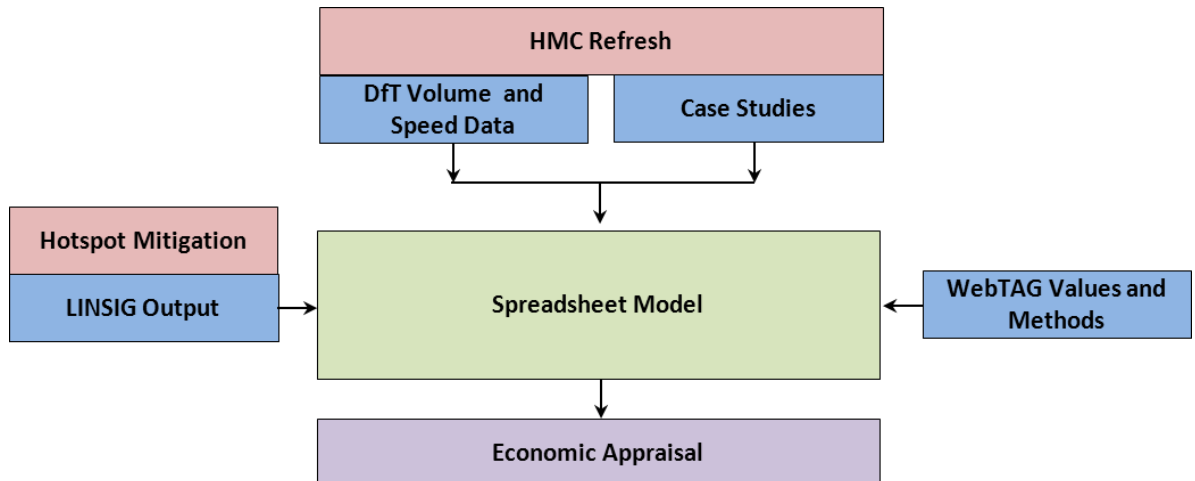 HMC Refresh
DfT Volume and
Speed Data
Case Studies
Hotspot Mitigation
LINSIG Output
Spreadsheet Model
WebTAG Values and
Methods
Economic Appraisal